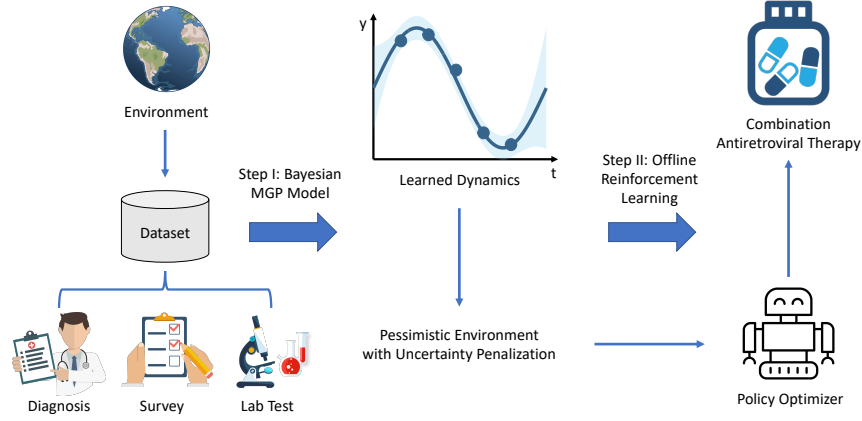 Environment
Dataset
Diagnosis
Survey
Lab Test
Step I: Bayesian
MGP Model
y
t
Learned Dynamics
Pessimistic Environment
with Uncertainty Penalization
Step II: Offline
Reinforcement
Learning
Combination
Antiretroviral Therapy
Policy Optimizer